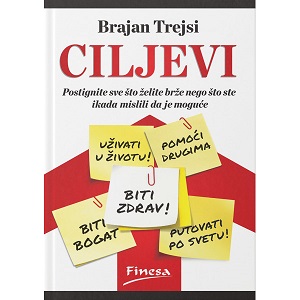 Brajan Trejsi
CILJEVI
Postignite sve što želite brže nego što ste
ikada mislili da je moguće
UŽIVATI
U ŽIVOTU!
POMOĆI
DRUGIMA
BITI
ZDRAV!
BITI
BOGAT
PUTOVATI
PO SVETU!
Finesa